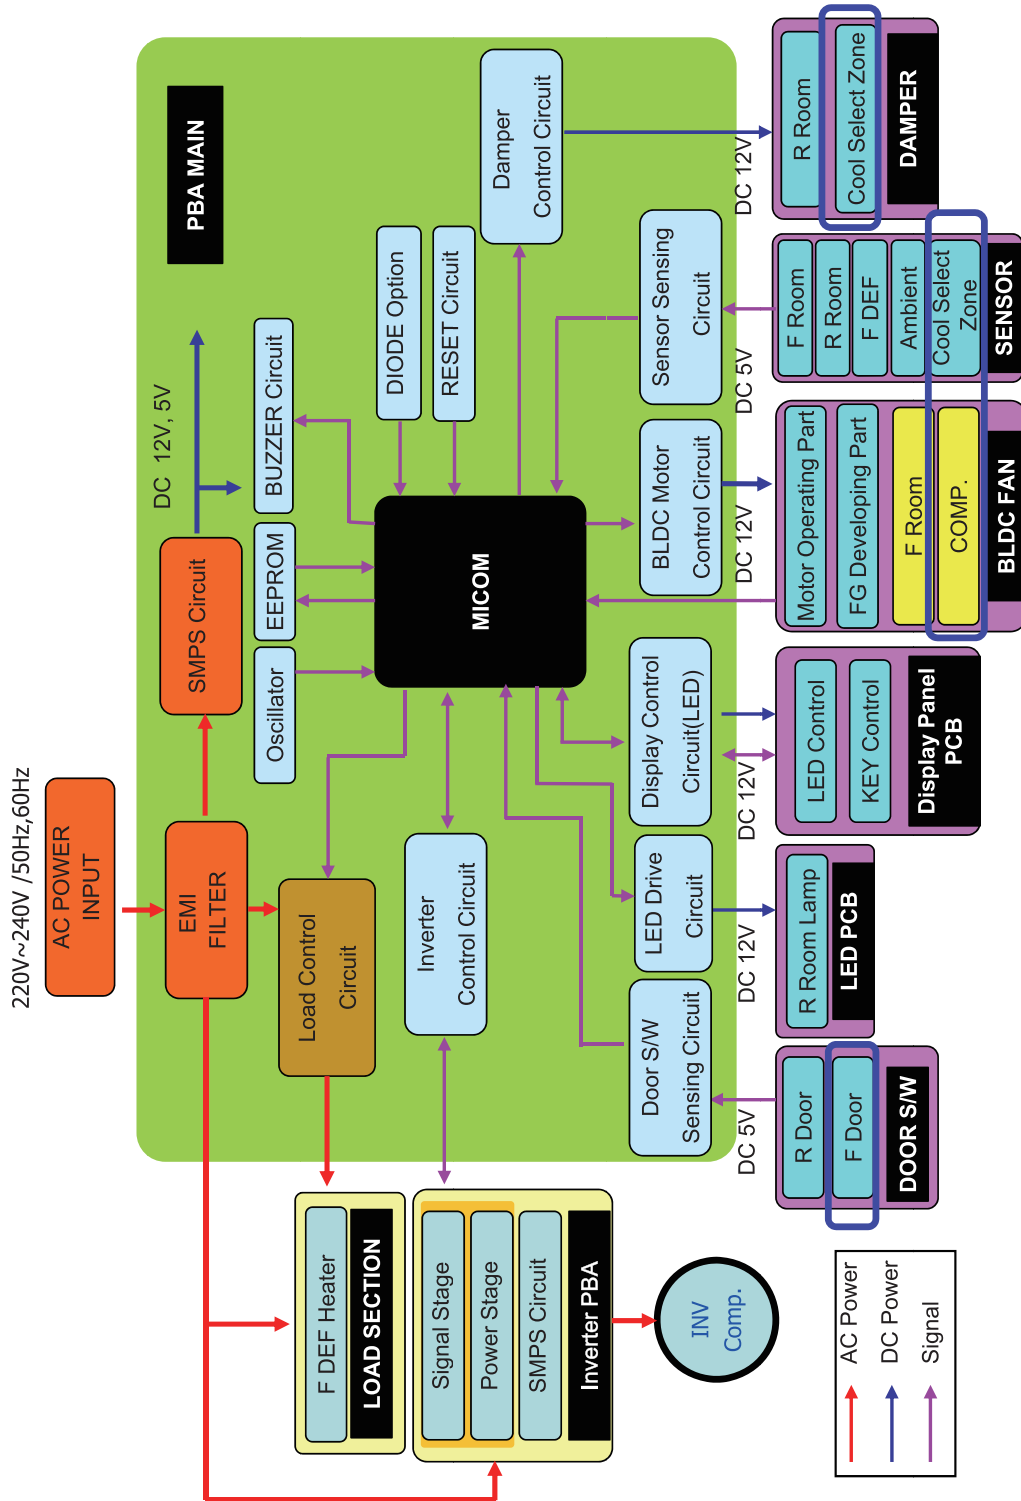 220V~240V /50Hz,60Hz
AC POWER
INPUT
EMI
FILTER
SMPS Circuit
DC 12V, 5V
PBA MAIN
Load Control
Circuit
Oscillator
EEPROM
BUZZER Circuit
DIODE Option
RESET Circuit
Inverter
Control Circuit
MICOM
Damper
Control Circuit
Door S/W
Sensing Circuit
LED Drive
Circuit
Display Control
Circuit(LED)
BLDC Motor
Control Circuit
Sensor Sensing
Circuit
DC 5V
DC 12V
DC 12V
DC 12V
DC 5V
DC 12V
F DEF Heater
LOAD SECTION
Signal Stage
Power Stage
SMPS Circuit
Inverter PBA
INV
Comp.
R Door
F Door
DOOR S/W
R Room Lamp
LED PCB
LED Control
KEY Control
Display Panel
PCB
Motor Operating Part
FG Developing Part
F Room
COMP.
BLDC FAN
F Room
R Room
F DEF
Ambient
Cool Select
Zone
SENSOR
R Room
Cool Select Zone
DAMPER
AC Power
DC Power
Signal